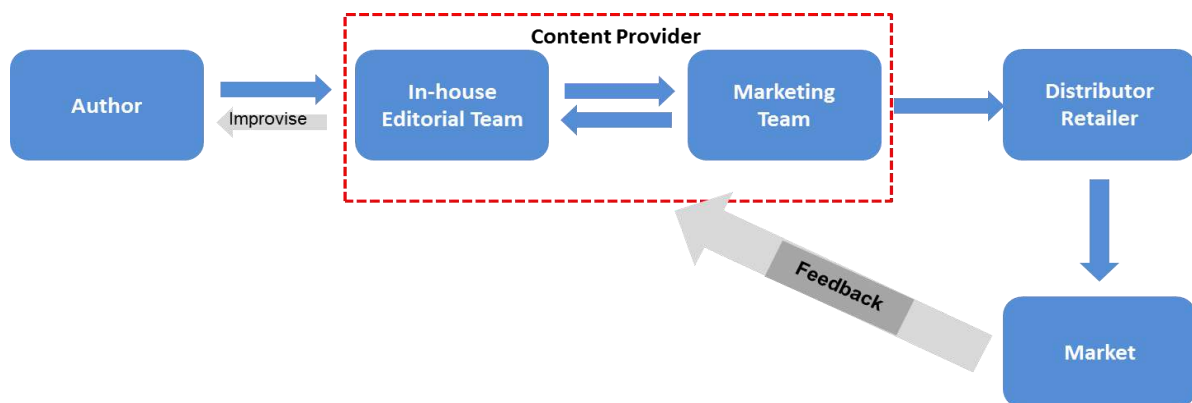 Content Provider
Author
Improvise
In-house
Editorial Team
Marketing
Team
Distributor
Retailer
Feedback
Market